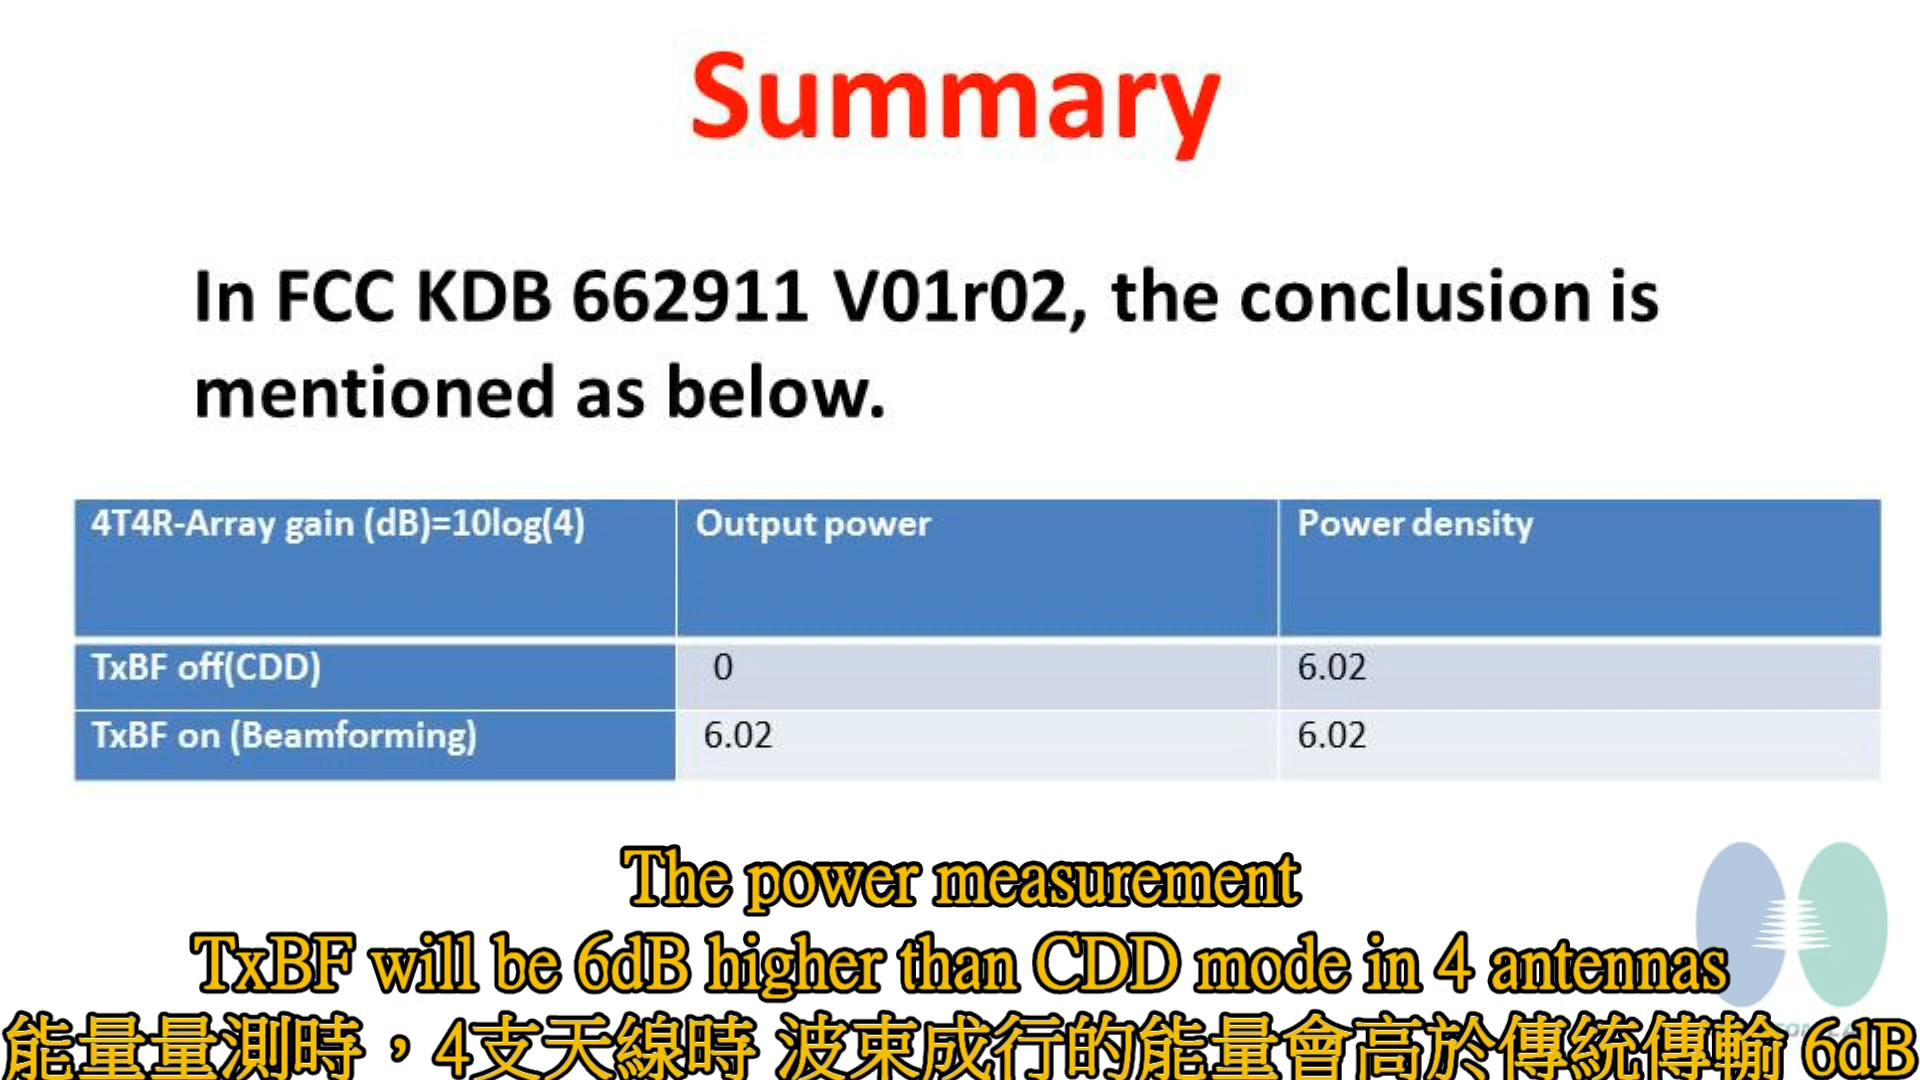 Summary
In FCC KDB 662911 V01r02, the conclusion is
mentioned as below.
4T4R-Array gain (dB)=10log(4) Output power Power density
TxBF off(CDD) 0 6.02
TxBF on (Beamforming) 6.02 6.02
The power measurement
TxBF will be 6dB higher than CDD mode in 4 antennas
能量量測時，4支天線時 波束成行的能量會高於傳統傳輸 6dB